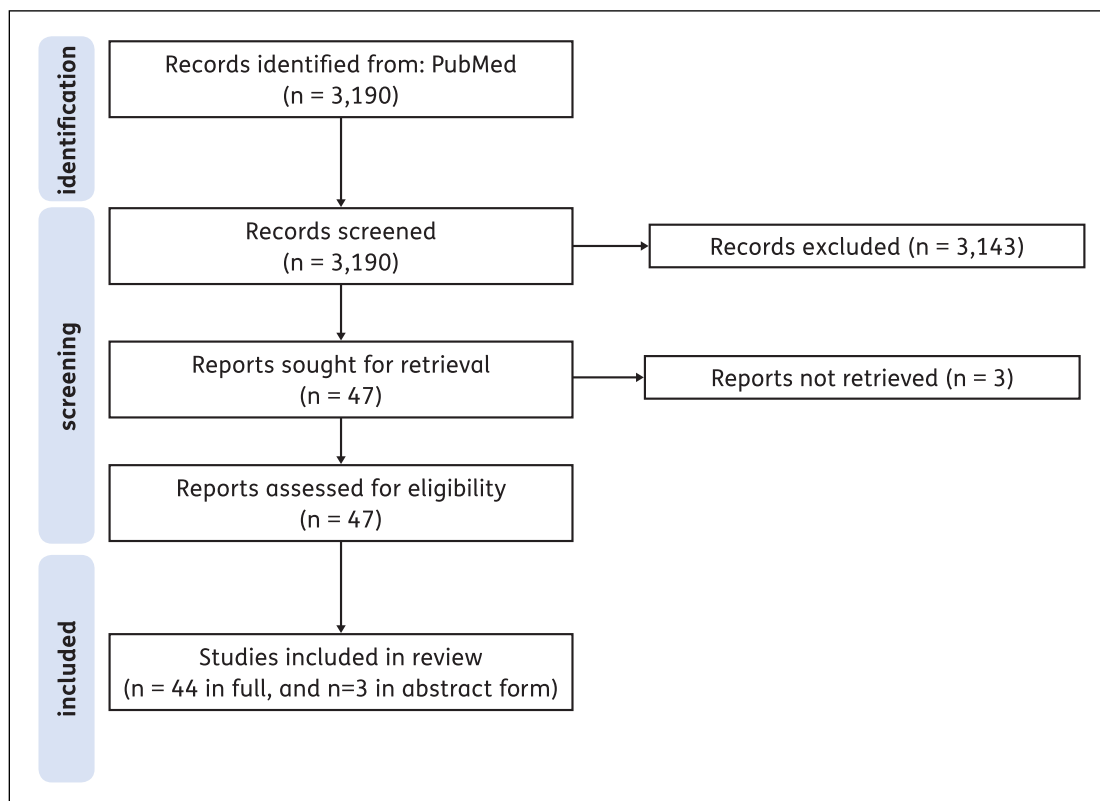 identification
Records identified from: PubMed
(n = 3,190)
screening
Records screened
(n = 3,190)
Records excluded (n = 3,143)
Reports sought for retrieval
(n = 47)
Reports not retrieved (n = 3)
Reports assessed for eligibility
(n = 47)
included
Studies included in review
(n = 44 in full, and n=3 in abstract form)